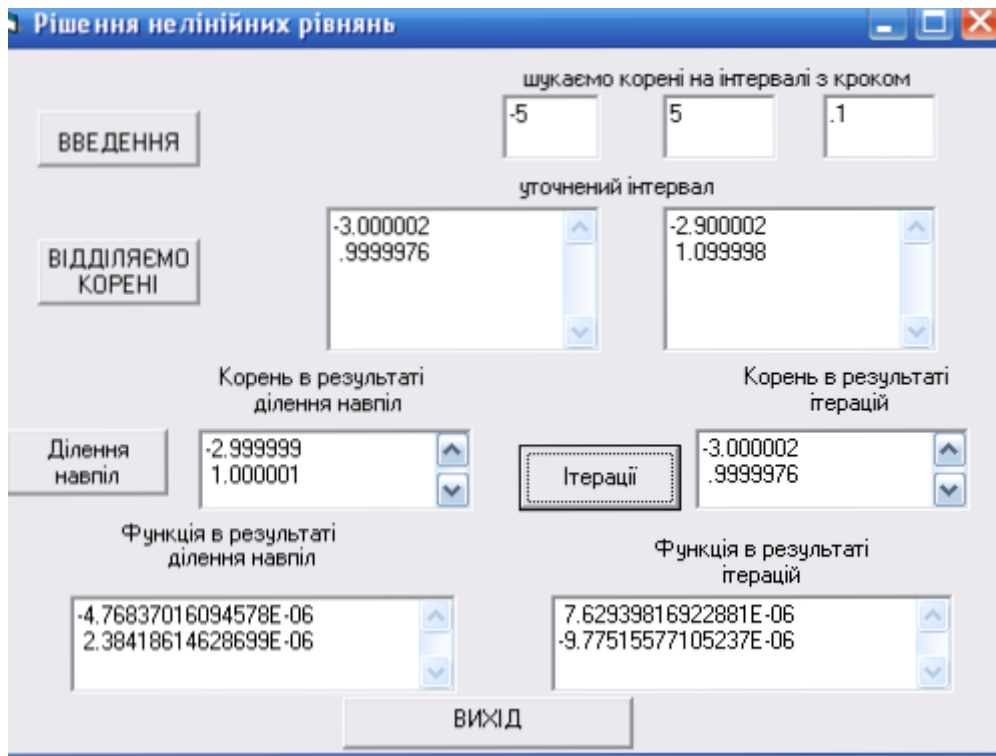 Рішення нелінійних рівнянь
шукаємо корені на інтервалі з кроком
-5
5
.1
ВВЕДЕННЯ
уточнений інтервал
-3.000002
.9999976
-2.900002
1.099998
ВІДДІЛЯЄМО
КОРЕНІ
Корень в результаті
ділення навпіл
Корень в результаті
ітерацій
Ділення
навпіл
-2.999999
1.000001
Ітерації
-3.000002
.9999976
Функція в результаті
ділення навпіл
Функція в результаті
ітерацій
-4.76837016094578E-06
2.38418614628699E-06
7.62939816922881E-06
-9.77515577105237E-06
ВИХІД